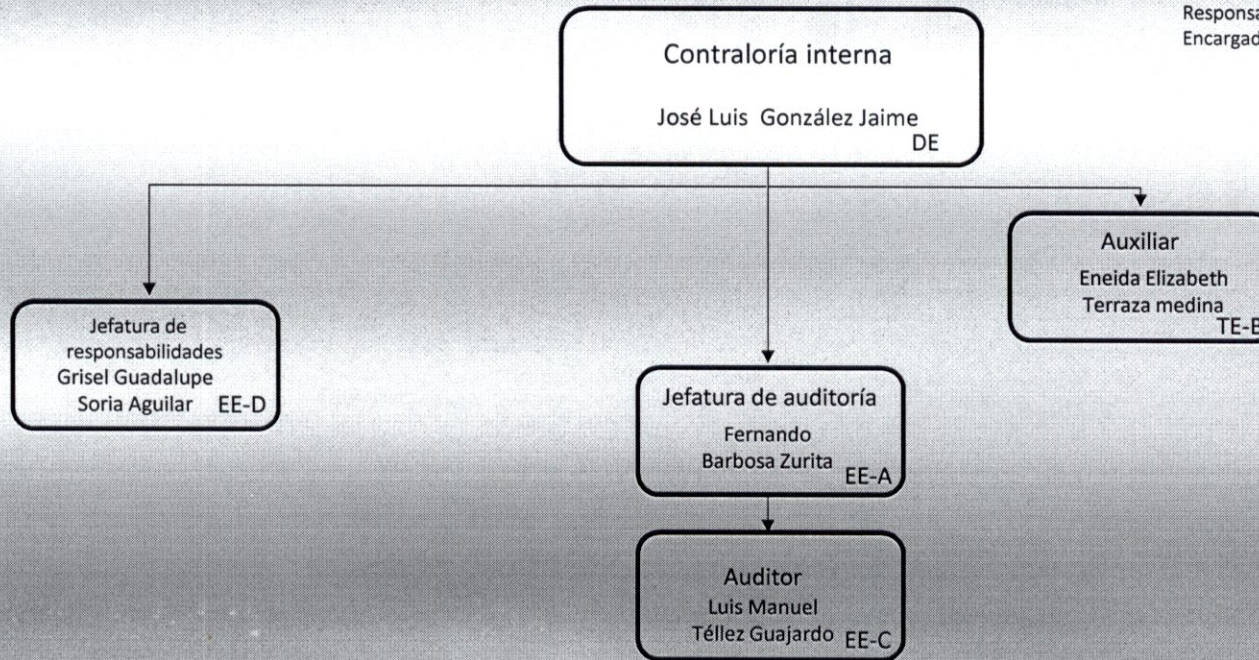 Contraloría interna
José Luis González Jaime
DE
Auxiliar
Eneida Elizabeth
Terraza medina
TE-B
Jefatura de
responsabilidades
Grisel Guadalupe
Soria Aguilar EE-D
Jefatura de auditoría
Fernando
Barbosa Zurita
EE-A
Auditor
Luis Manuel
Téllez Guajardo EE-C